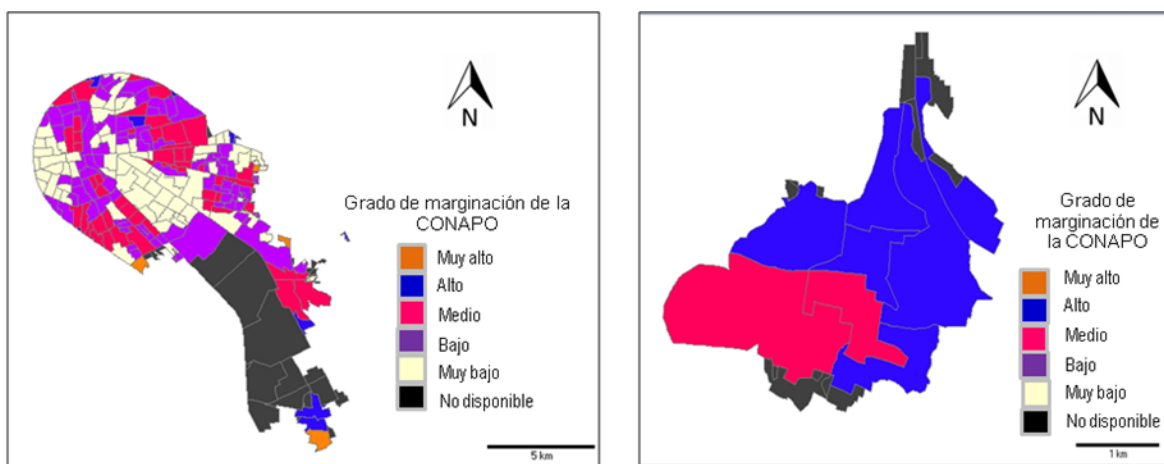 N
Grado de marginación de la
CONAPO
Muy alto
Alto
Medio
Bajo
Muy bajo
No disponible
5 km
N
Grado de
marginación de
la CONAPO
Muy alto
Alto
Medio
Bajo
Muy bajo
No disponible
1 km